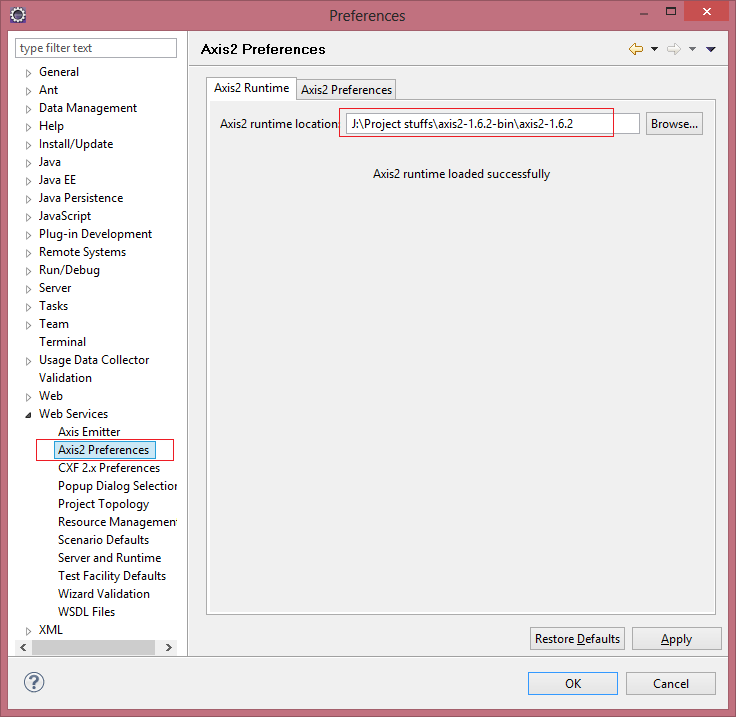 Preferences
type filter text
General
Ant
Data Management
Help
Install/Update
Java
Java EE
Java Persistence
JavaScript
Plug-in Development
Remote Systems
Run/Debug
Server
Tasks
Team
Terminal
Usage Data Collector
Validation
Web
Web Services
Axis Emitter
Axis2 Preferences
CXF 2.x Preferences
Popup Dialog Selection
Project Topology
Resource Managemen
Scenario Defaults
Server and Runtime
Test Facility Defaults
Wizard Validation
WSDL Files
XML
Axis2 Preferences
Axis2 Runtime
Axis2 Preferences
Axis2 runtime location:
J:\Project stuffs\axis2-1.6.2-bin\axis2-1.6.2
Browse...
Axis2 runtime loaded successfully
Restore Defaults
Apply
?
OK
Cancel